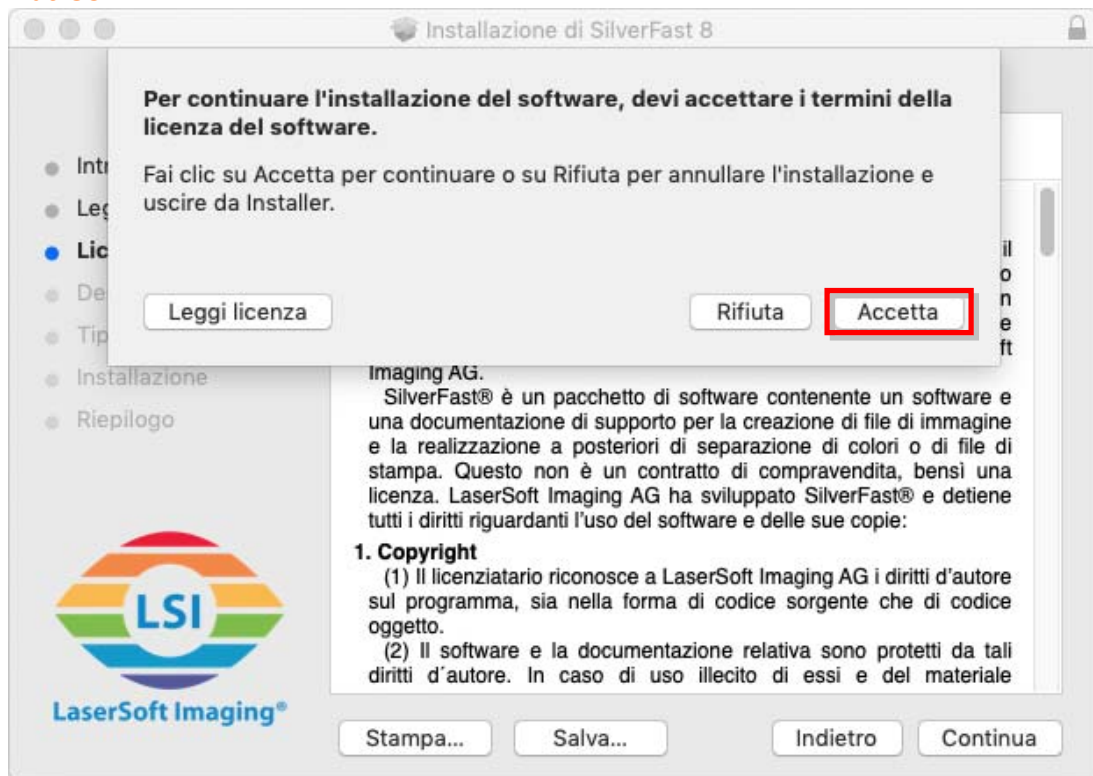 Installazione di SilverFast 8
Per continuare l'installazione del software, devi accettare i termini della
licenza del software.
Fai clic su Accetta per continuare o su Rifiuta per annullare l'installazione e
uscire da Installer.
Leggi licenza
Rifiuta
Accetta
Installazione
Riepilogo
il
o
n
e
ft
Imaging AG.
SilverFast® è un pacchetto di software contenente un software e
una documentazione di supporto per la creazione di file di immagine
e la realizzazione a posteriori di separazione di colori o di file di
stampa. Questo non è un contratto di compravendita, bensì una
licenza. LaserSoft Imaging AG ha sviluppato SilverFast® e detiene
tutti i diritti riguardanti l'uso del software e delle sue copie:
1. Copyright
(1) Il licenziatario riconosce a LaserSoft Imaging AG i diritti d'autore
sul programma, sia nella forma di codice sorgente che di codice
oggetto.
(2) Il software e la documentazione relativa sono protetti da tali
diritti d´autore. In caso di uso illecito di essi e del materiale
LSI
LaserSoft Imaging®
Stampa...
Salva...
Indietro
Continua